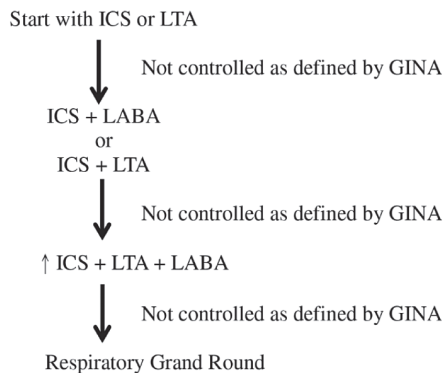 Start with ICS or LTA
Not controlled as defined by GINA
ICS + LABA
or
ICS + LTA
Not controlled as defined by GINA
↑ ICS + LTA + LABA
Not controlled as defined by GINA
Respiratory Grand Round